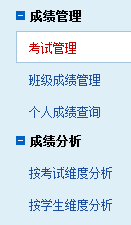 成绩管理
考试管理
班级成绩管理
个人成绩查询
成绩分析
按考试维度分析
按学生维度分析